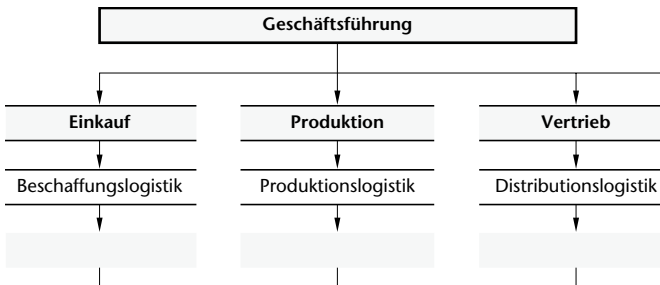 Geschäftsführung
Einkauf Produktion Vertrieb
Beschaffungslogistik Produktionslogistik Distributionslogistik